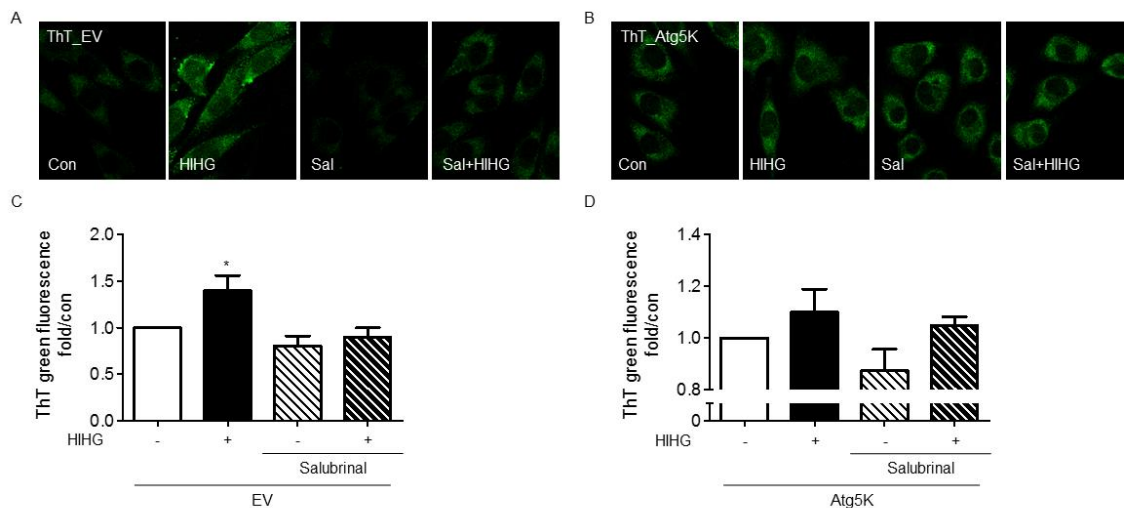 A
B
ThT_EV
ThT_Atg5K
Con
HIHG
Sal
Sal+HIHG
Con
HIHG
Sal
Sal+HIHG
C
D
ThT green fluorescence
fold/con
2.0
1.5
1.0
0.5
0.0
*
HIHG
- + - +
Salubrinal
EV
ThT green fluorescence
fold/con
1.4
1.2
1.0
0.8
0
HIHG
- + - +
Salubrinal
Atg5K